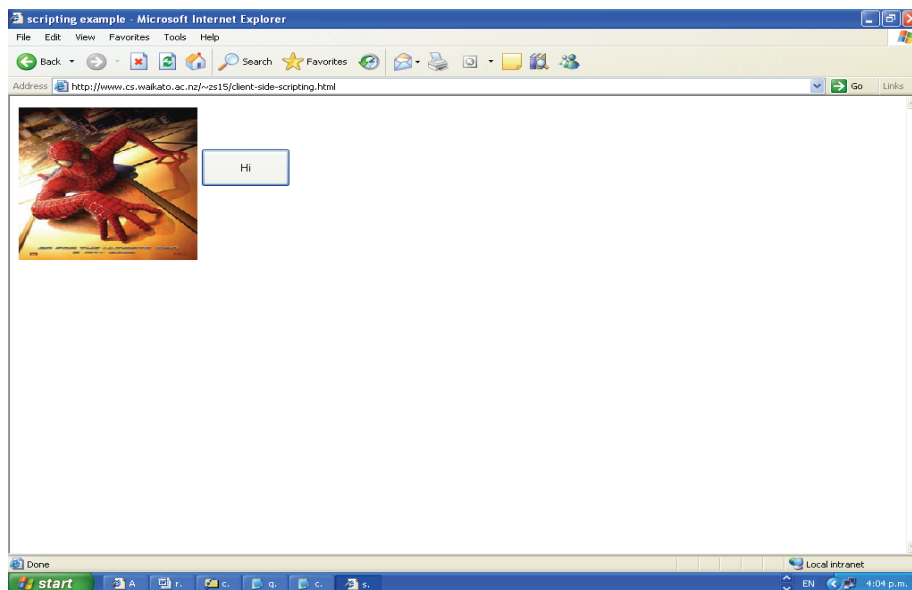 scripting example - Microsoft Internet Explorer
File Edit View Favorites Tools Help
Back Search Favorites
Address http://www.cs.waikato.ac.nz/~zs15/client-side-scripting.html Go Links
Hi
Done Local intranet
start A r. c. q. c. s. EN 4:04 p.m.